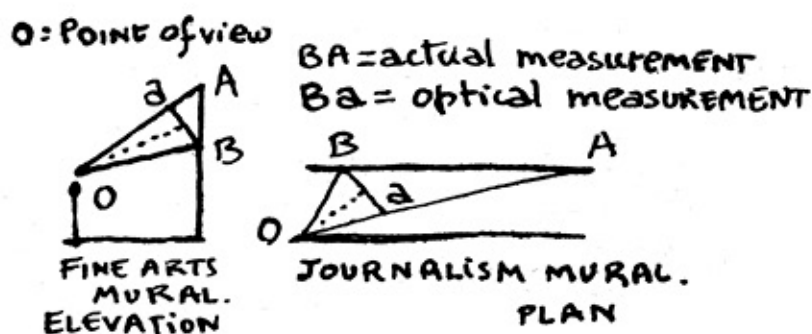 O: POINT of view
BA = actual measurement
Ba = optical measurement
A
a
B
O
B
A
a
O
FINE ARTS
MURAL.
ELEVATION
JOURNALISM MURAL.
PLAN